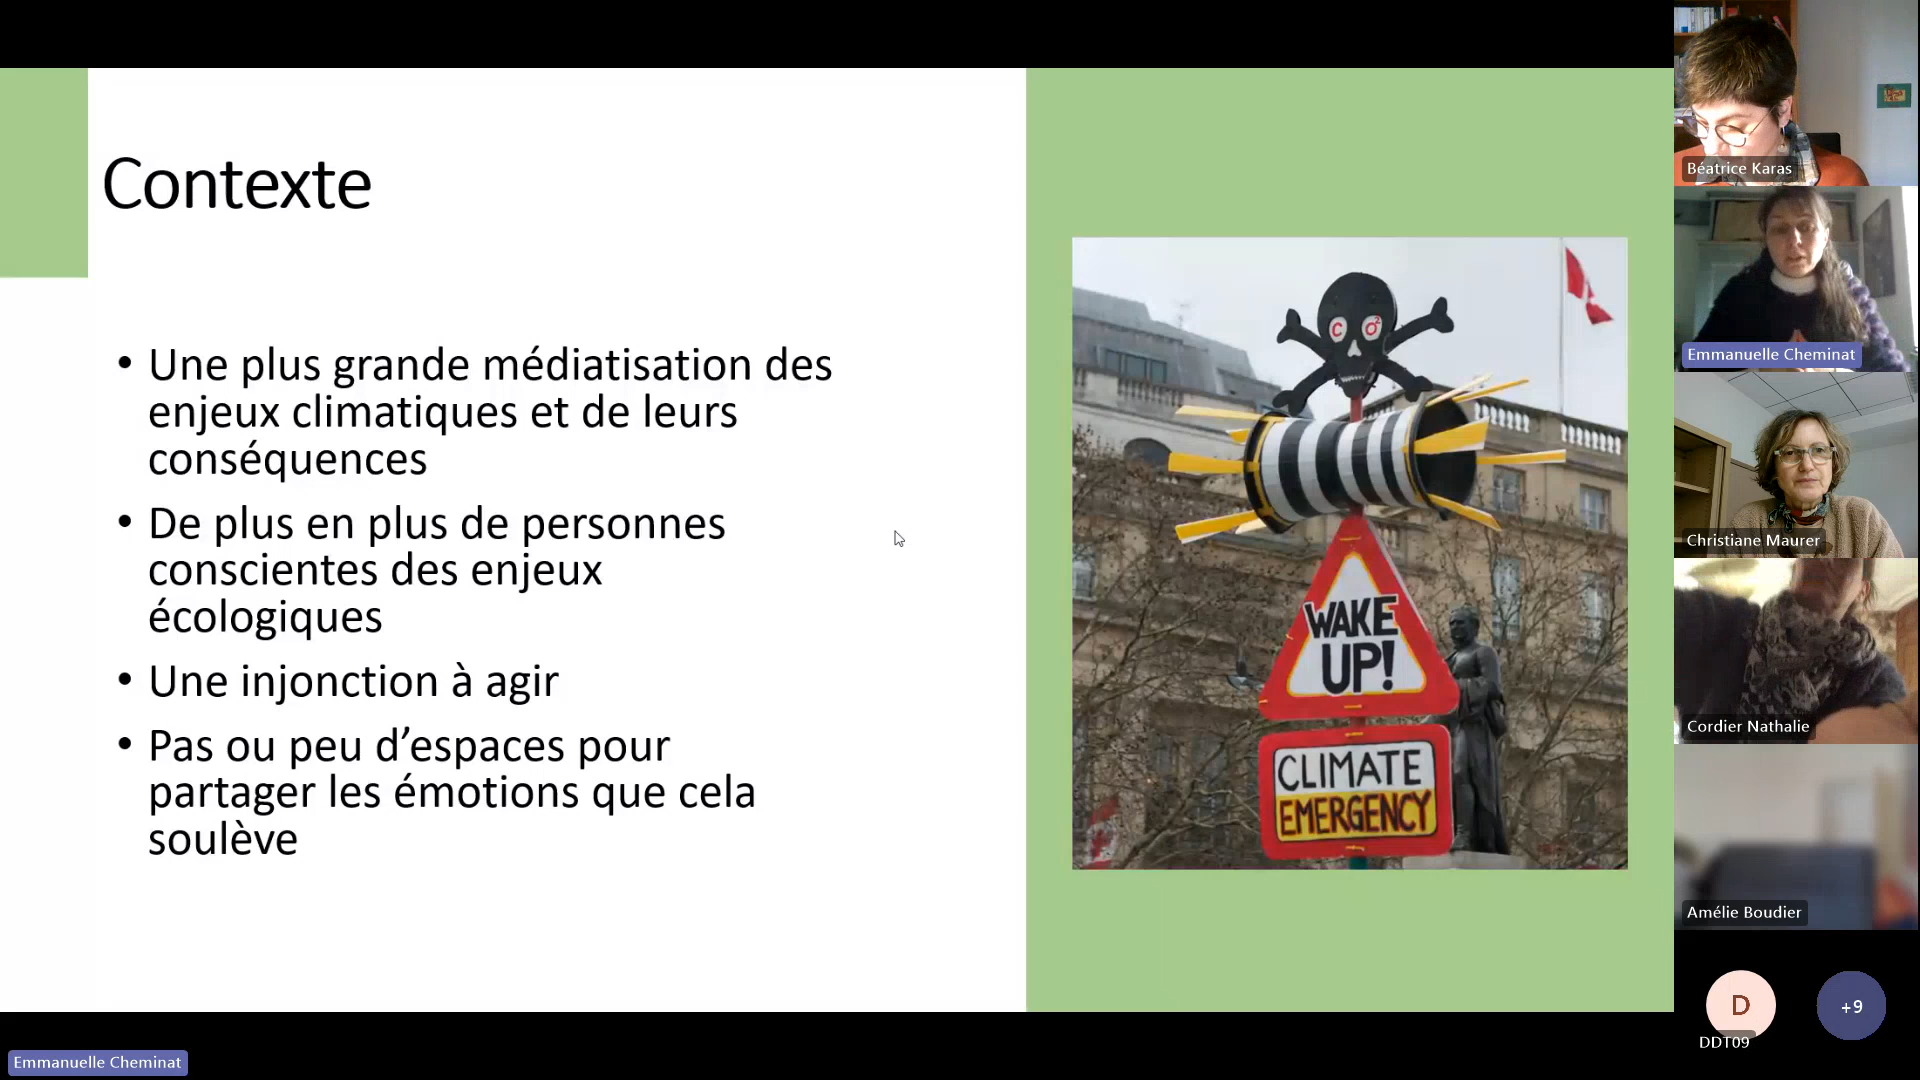 Contexte
• Une plus grande médiatisation des
enjeux climatiques et de leurs
conséquences
• De plus en plus de personnes
conscientes des enjeux
écologiques
• Une injonction à agir
• Pas ou peu d’espaces pour
partager les émotions que cela
soulève
C O²
WAKE
UP!
CLIMATE
EMERGENCY
Béatrice Karas
Emmanuelle Cheminat
Christiane Maurer
Cordier Nathalie
Amélie Boudier
D
DDT09
+9
Emmanuelle Cheminat